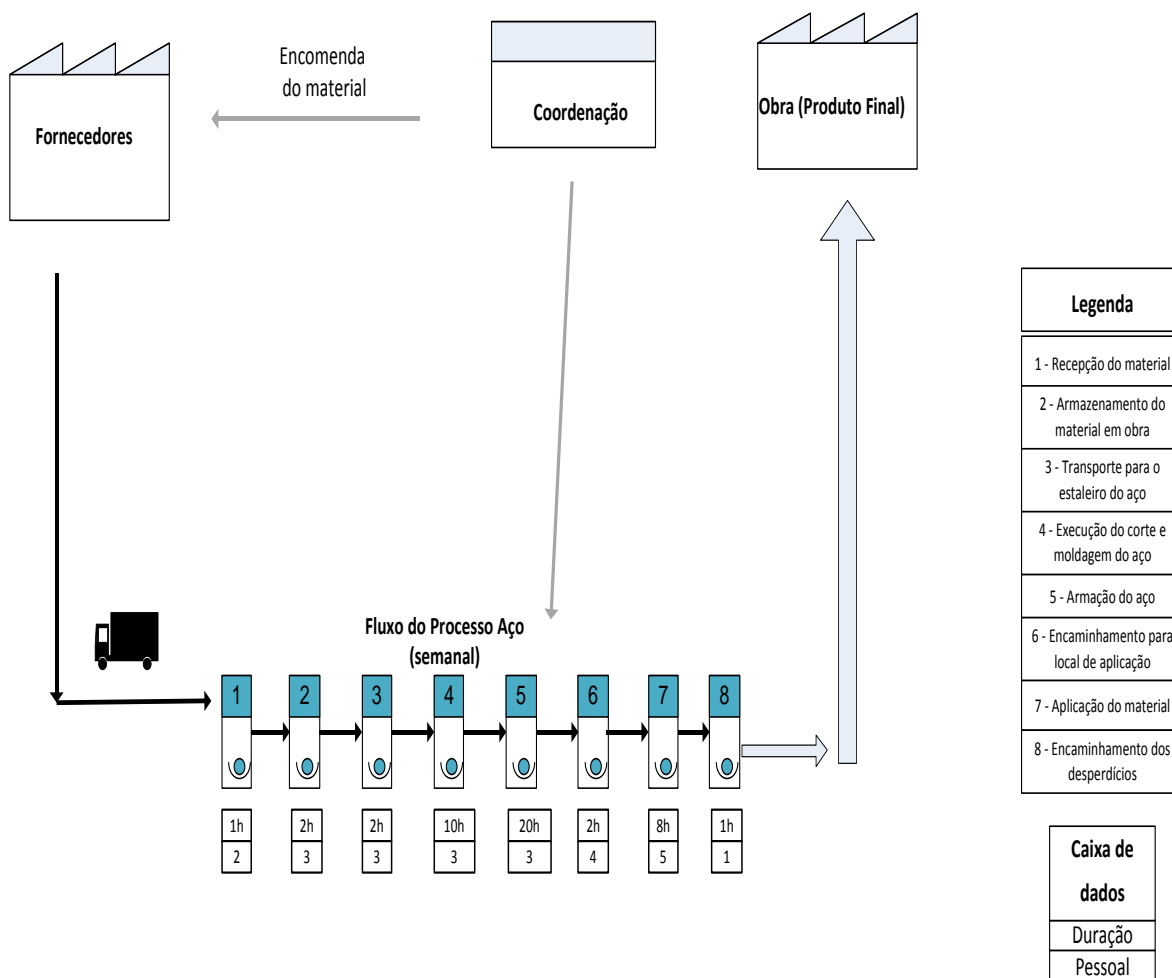 Encomenda
do material
Fornecedores
Coordenação
Obra (Produto Final)
Legenda
1 - Recepção do material
2 - Armazenamento do
material em obra
3 - Transporte para o
estaleiro do aço
4 - Execução do corte e
moldagem do aço
5 - Armação do aço
6 - Encaminhamento para
local de aplicação
7 - Aplicação do material
8 - Encaminhamento dos
desperdícios
Fluxo do Processo Aço
(semanal)
1 2 3 4 5 6 7 8
1h 2h 2h 10h 20h 2h 8h 1h
2 3 3 3 3 4 5 1
Caixa de
dados
Duração
Pessoal